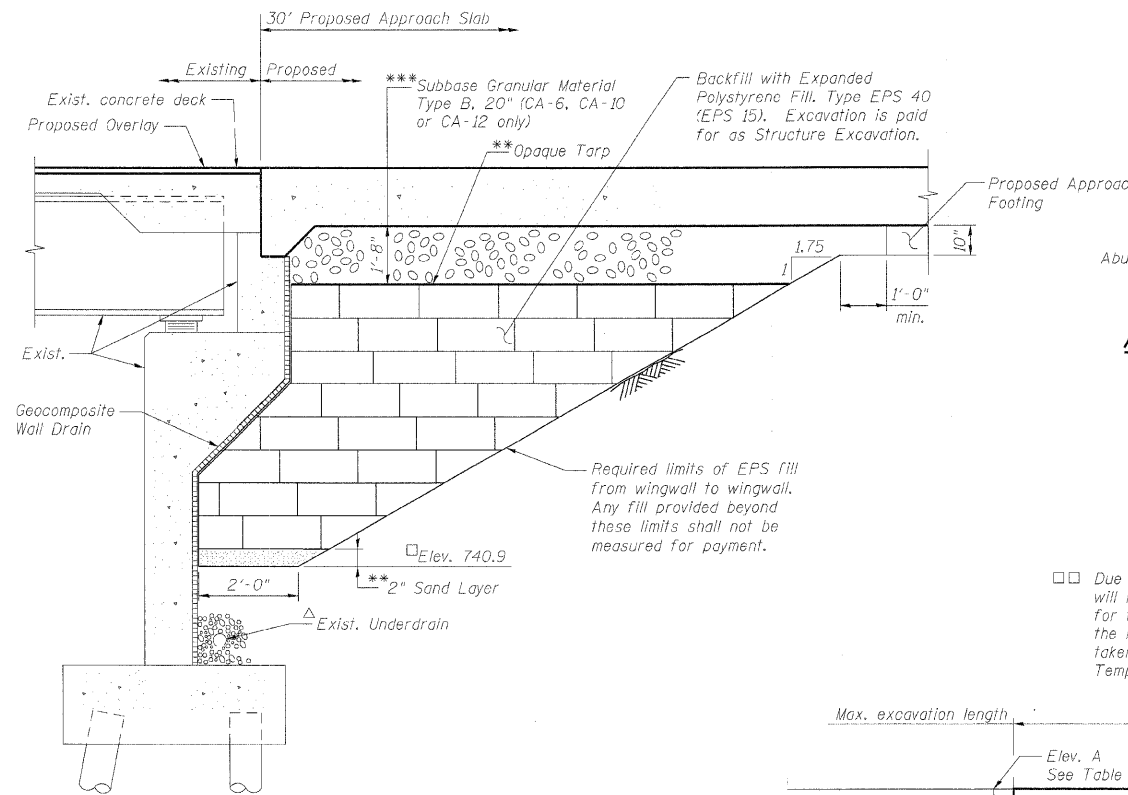 30' Proposed Approach Slab
Existing Proposed
Exist. concrete deck
Proposed Overlay
***Subbase Granular Material
Type B, 20" (CA-6, CA-10
or CA-12 only)
**Opaque Tarp
Backfill with Expanded
Polystyrene Fill. Type EPS 40
(EPS 15). Excavation is paid
for as Structure Excavation.
Proposed Approac
Footing
1'-8"
1.75
1
10"
1'-0"
min.
Abu
Exist.
Geocomposite
Wall Drain
Required limits of EPS fill
from wingwall to wingwall.
Any fill provided beyond
these limits shall not be
measured for payment.
□Elev. 740.9
**2" Sand Layer
2'-0"
△Exist. Underdrain
□□ Due
will
for
the
taken
Temp
Max. excavation length
Elev. A
See Table